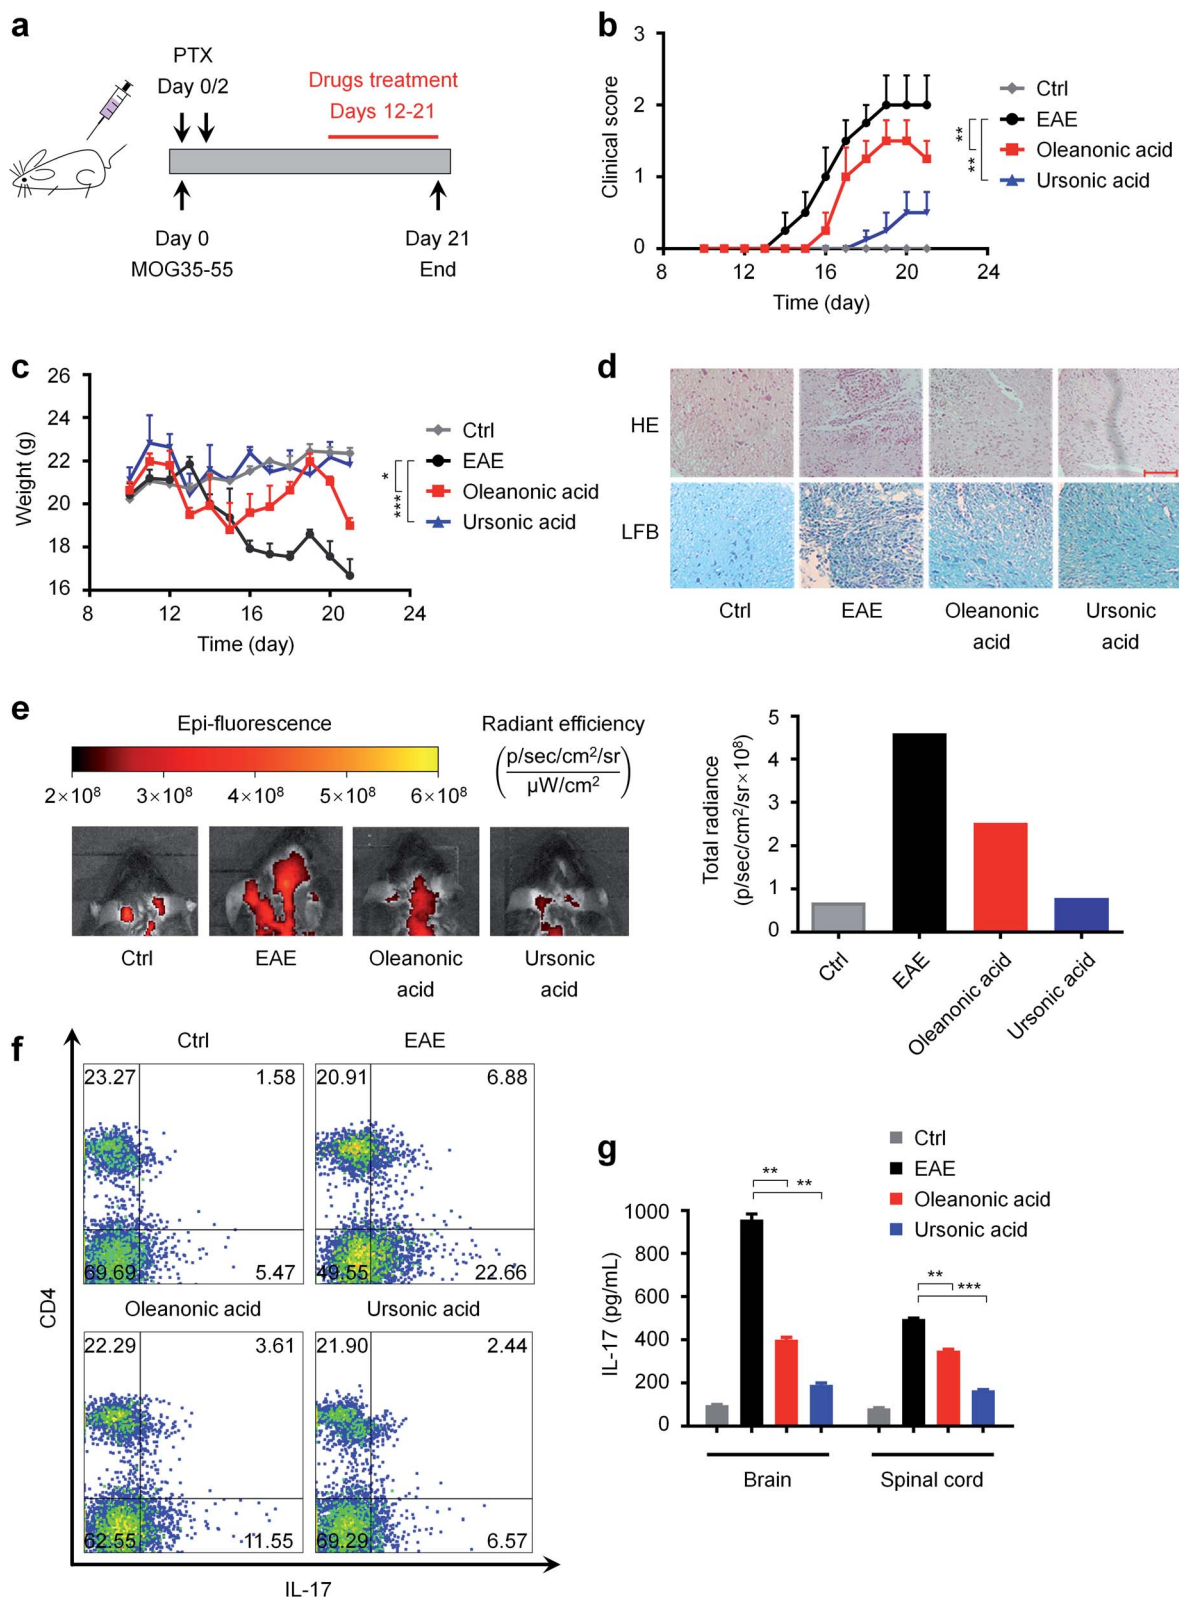 a
PTX
Day 0/2
Drugs treatment
Days 12-21
Day 0
MOG35-55
Day 21
End
b
Clinical score
3
2
1
0
8
12
16
20
24
Time (day)
Ctrl
EAE
Oleanonic acid
Ursonic acid
**
**
c
Weight (g)
26
24
22
20
18
16
8
12
16
20
24
Time (day)
Ctrl
EAE
Oleanonic acid
Ursonic acid
*
***
d
HE
LFB
Ctrl
EAE
Oleanonic
acid
Ursonic
acid
e
Epi-fluorescence
2×10⁸
3×10⁸
4×10⁸
5×10⁸
6×10⁸
Radiant efficiency
(p/sec/cm²/sr
µW/cm²)
Ctrl
EAE
Oleanonic
acid
Ursonic
acid
Total radiance
(p/sec/cm²/sr×10⁸)
5
4
3
2
1
0
Ctrl
EAE
Oleanonic acid
Ursonic acid
f
CD4
Ctrl
23.27
1.58
69.69
5.47
EAE
20.91
6.88
49.55
22.66
Oleanonic acid
22.29
3.61
62.55
11.55
Ursonic acid
21.90
2.44
69.29
6.57
IL-17
g
Ctrl
EAE
Oleanonic acid
Ursonic acid
IL-17 (pg/mL)
1000
800
600
400
200
0
**
**
**
***
Brain
Spinal cord